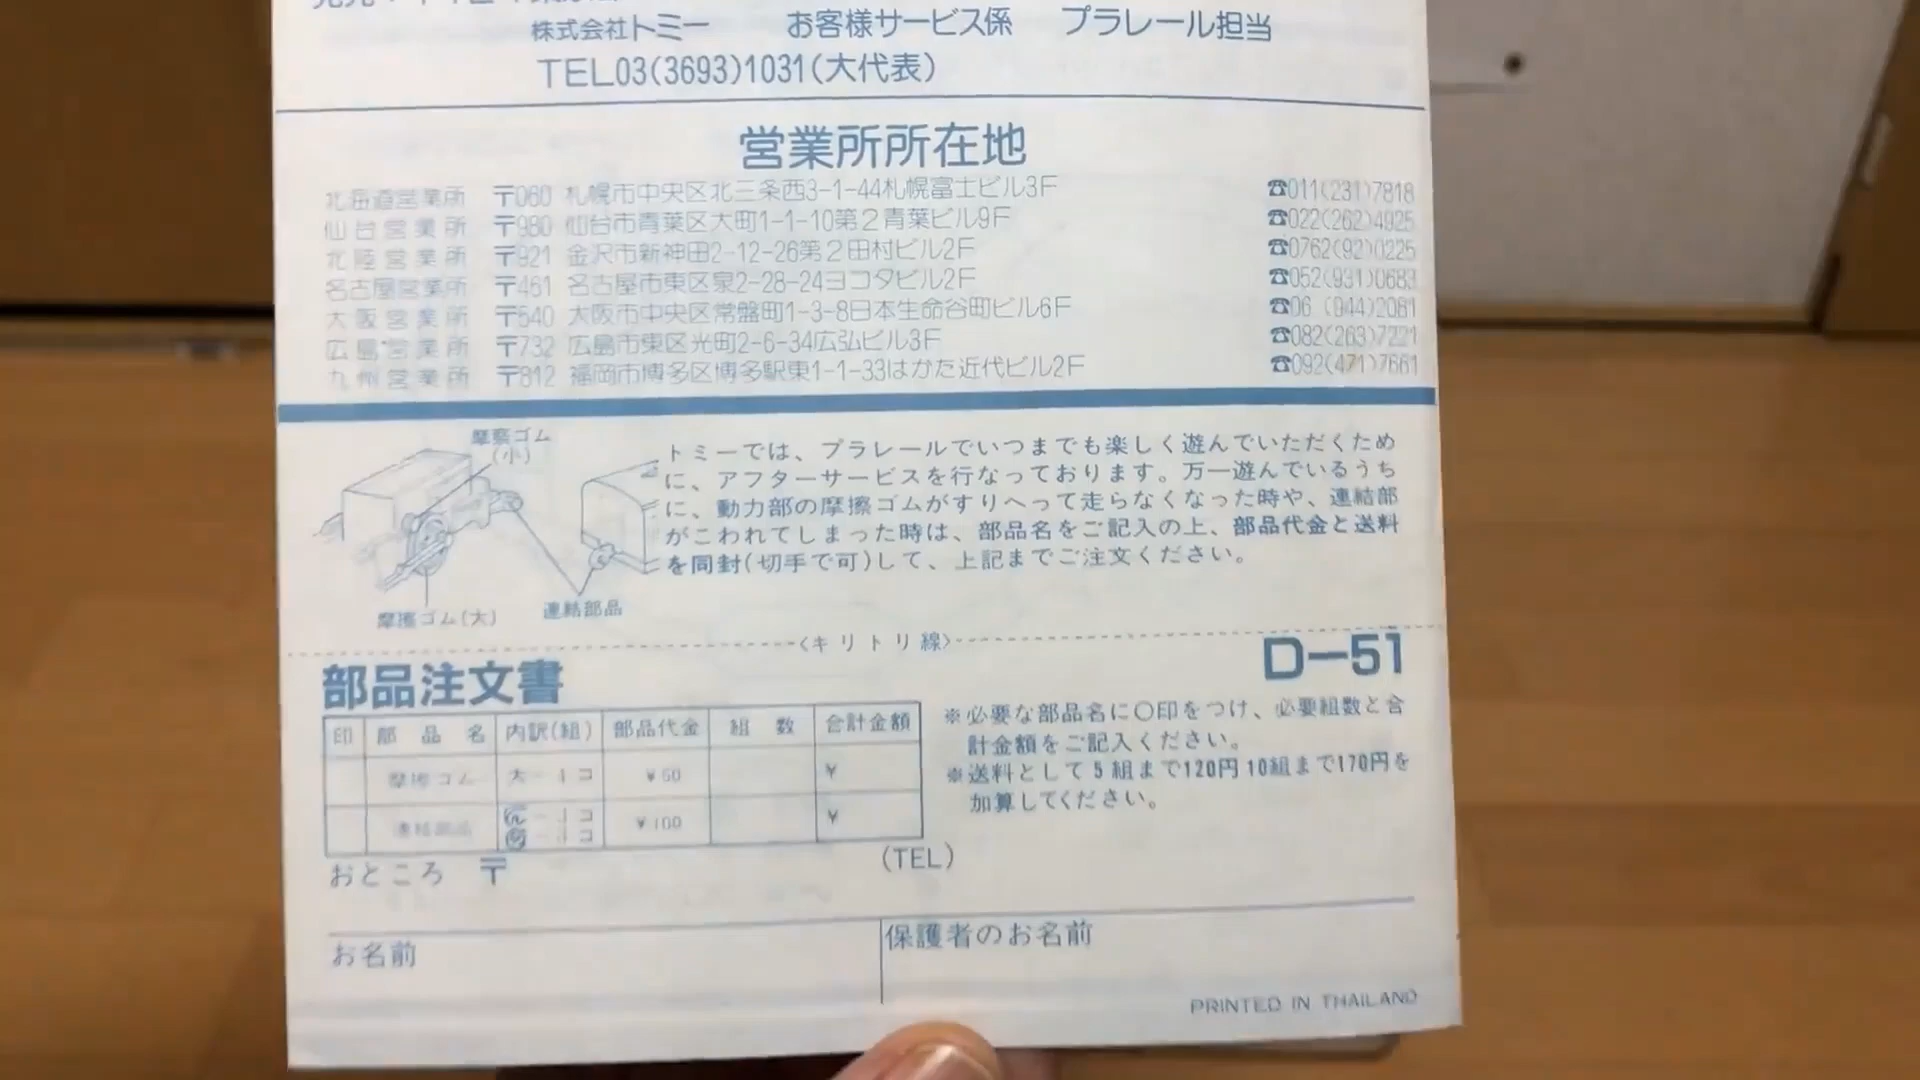 株式会社トミー お客様サービス係 プラレール担当
TEL03(3693)1031(大代表)
営業所所在地
北海道営業所 〒060 札幌市中央区北三条西3-1-44札幌富士ビル3F ☎011(231)7818
仙台営業所 〒980 仙台市青葉区大町1-1-10第2青葉ビル9F ☎022(262)4925
北陸営業所 〒921 金沢市新神田2-12-26第2田村ビル2F ☎0762(92)0225
名古屋営業所 〒461 名古屋市東区泉2-28-24ヨコタビル2F ☎052(931)0683
大阪営業所 〒540 大阪市中央区常盤町1-3-8日本生命谷町ビル6F ☎06 (944)2081
広島営業所 〒732 広島市東区光町2-6-34広弘ビル3F ☎082(263)7221
九州営業所 〒812 福岡市博多区博多駅東1-1-33はかた近代ビル2F ☎092(471)7661
摩擦ゴム
(小)
摩擦ゴム(大)
連結部品
トミーでは、プラレールでいつまでも楽しく遊んでいただくため
に、アフターサービスを行なっております。万一遊んでいるうち
に、動力部の摩擦ゴムがすりへって走らなくなった時や、連結部
がこわれてしまった時は、部品名をご記入の上、部品代金と送料
を同封(切手で可)して、上記までご注文ください。
<キリトリ線>
部品注文書
D-51
印 部品名 内訳(組) 部品代金 組数 合計金額
摩擦ゴム 大-1コ ¥50 ¥
連結部品 -1コ ¥100 ¥
-1コ
※必要な部品名に○印をつけ、必要組数と合
計金額をご記入ください。
※送料として5組まで120円10組まで170円を
加算してください。
おところ 〒 (TEL)
お名前 保護者のお名前
PRINTED IN THAILAND